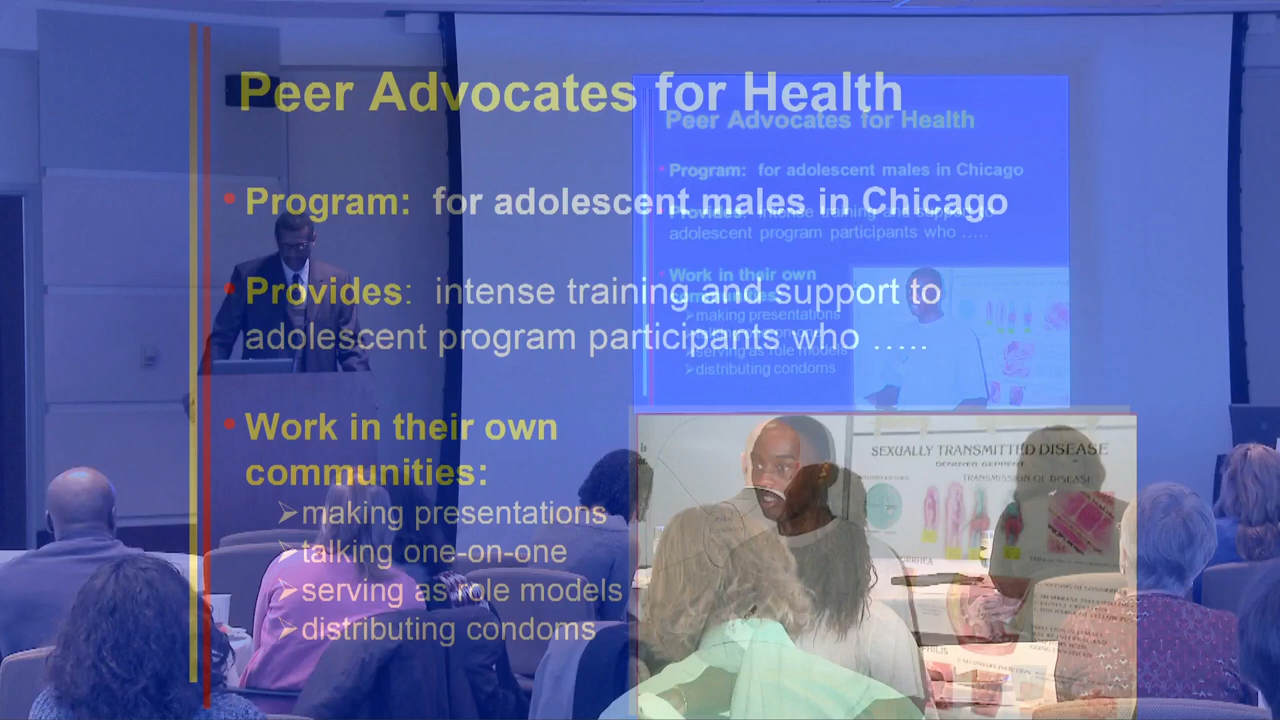 Peer Advocates for Health
Program: for adolescent males in Chicago
Provides: intense training and support to
adolescent program participants who …..
Work in their own
communities:
making presentations
talking one-on-one
serving as role models
distributing condoms
Peer Advocates for Health
Program: for adolescent males in Chicago
Provides: intense training and support to
adolescent program participants who …..
Work in their own
communities:
making presentations
talking one-on-one
serving as role models
distributing condoms
SEXUALLY TRANSMITTED DISEASE
TRANSMISSION OF DISEASE